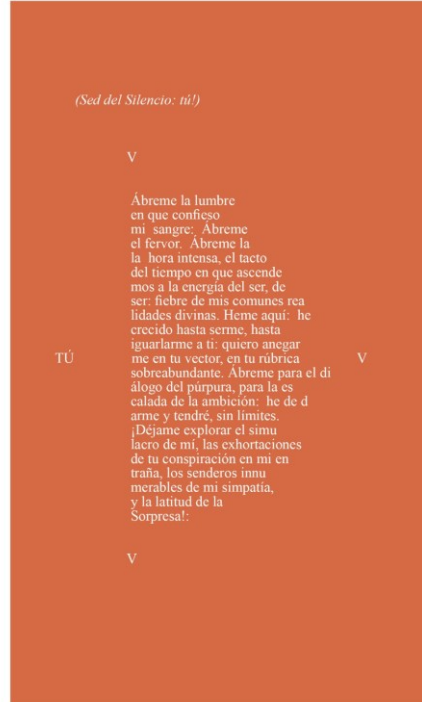 (Sed del Silencio: tú!)
V
Ábreme la lumbre
en que confieso
mi sangre: Ábreme
el fervor. Ábreme la
la hora intensa, el tacto
del tiempo en que ascende
mos a la energía del ser, de
ser: fiebre de mis comunes rea
lidades divinas. Heme aquí: he
crecido hasta serme, hasta
iguarlarme a ti: quiero anegar
TÚ me en tu vector, en tu rúbrica V
sobreabundante. Ábreme para el di
álogo del púrpura, para la es
calada de la ambición: he de d
arme y tendré, sin límites.
¡Déjame explorar el simu
lacro de mí, las exhortaciones
de tu conspiración en mi en
traña, los senderos innu
merables de mi simpatía,
y la latitud de la
Sorpresa!:
V